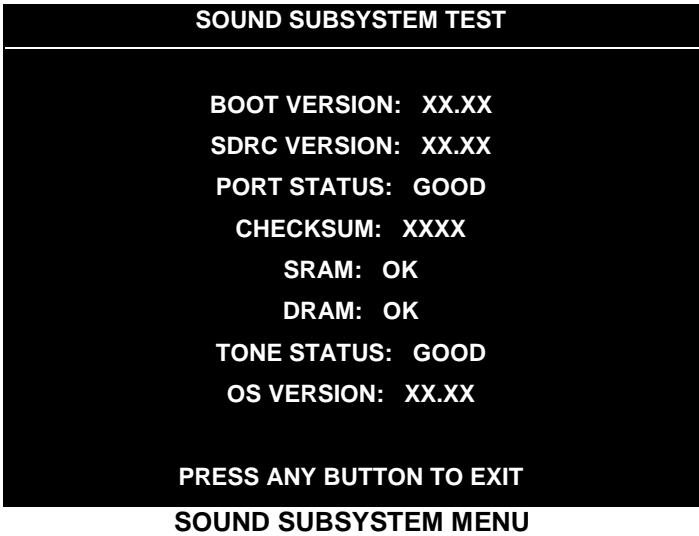 SOUND SUBSYSTEM TEST
BOOT VERSION: XX.XX
SDRC VERSION: XX.XX
PORT STATUS: GOOD
CHECKSUM: XXXX
SRAM: OK
DRAM: OK
TONE STATUS: GOOD
OS VERSION: XX.XX
PRESS ANY BUTTON TO EXIT
SOUND SUBSYSTEM MENU